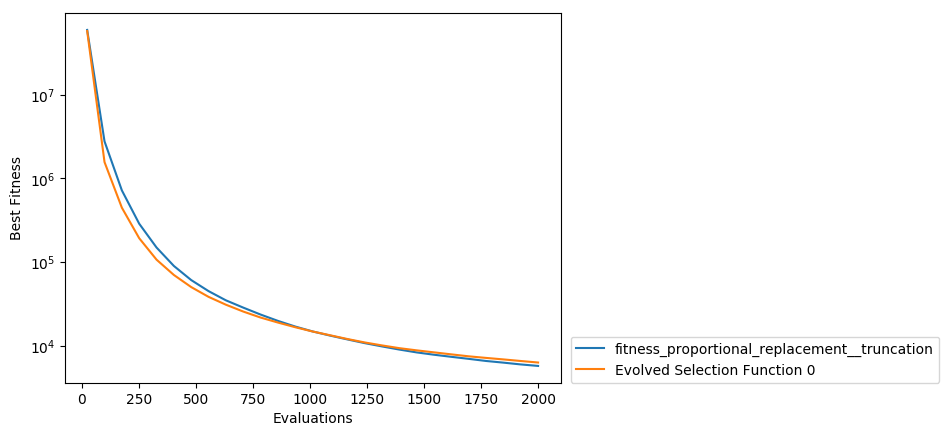 Best Fitness
10^7
10^6
10^5
10^4
0 250 500 750 1000 1250 1500 1750 2000
Evaluations
fitness_proportional_replacement__truncation
Evolved Selection Function 0